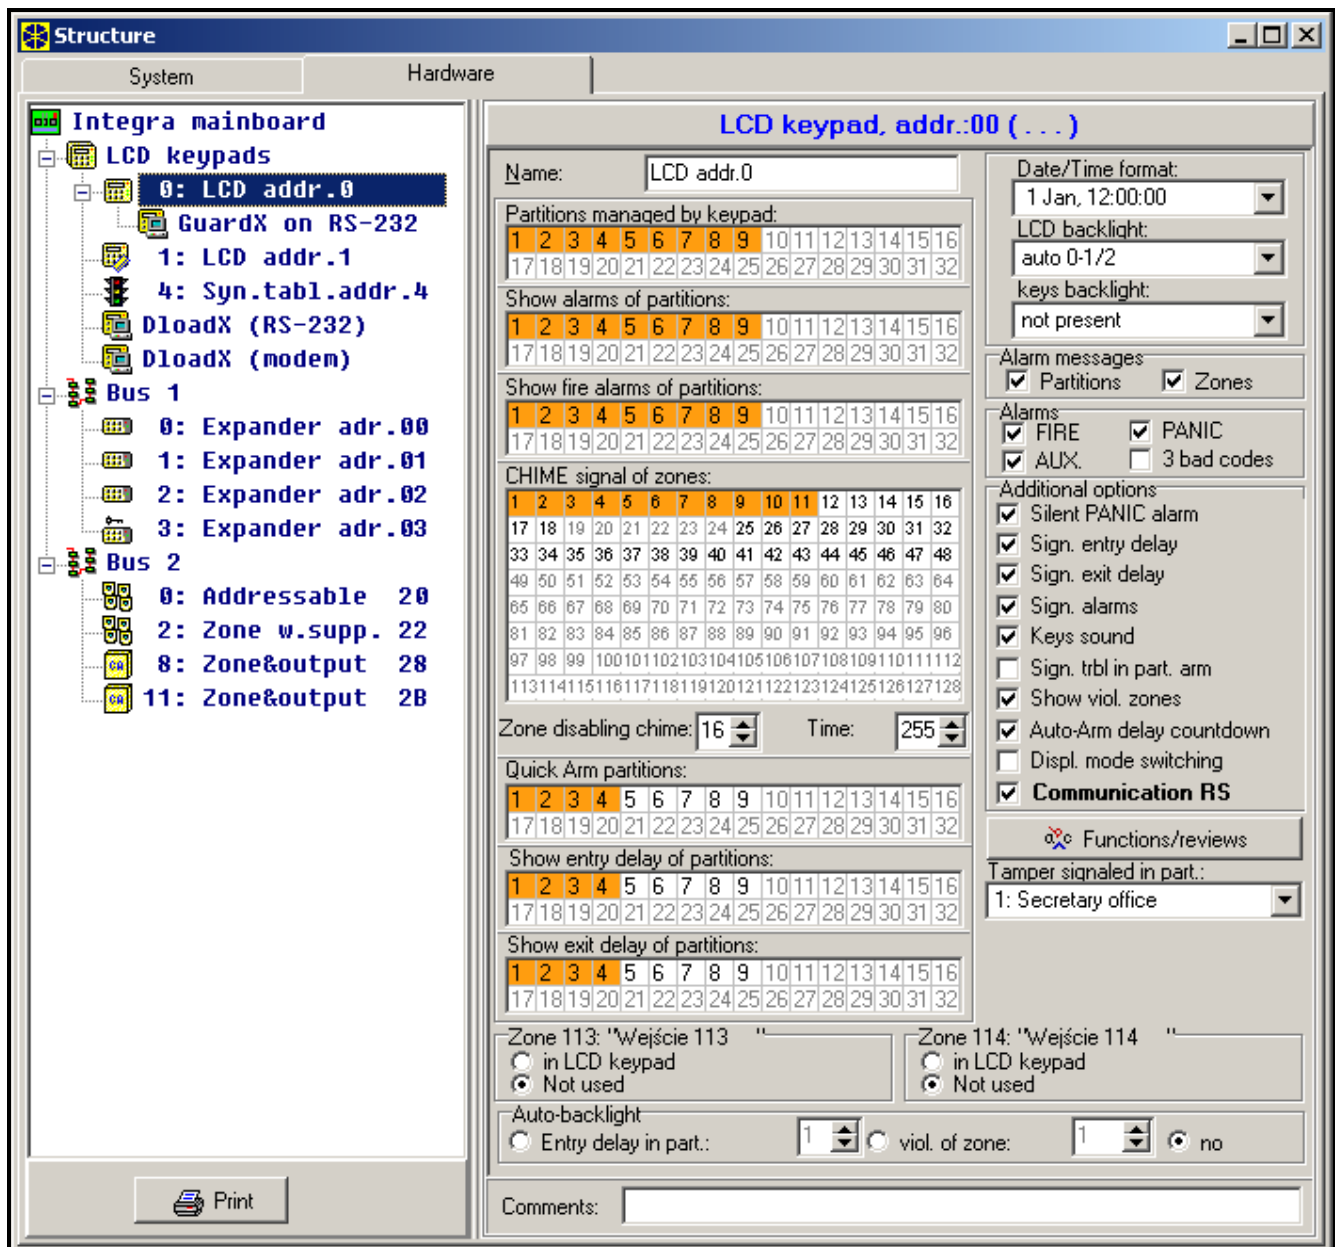 Structure
System Hardware
Integra mainboard
LCD keypads
0: LCD addr.0
GuardX on RS-232
1: LCD addr.1
4: Syn.tabl.addr.4
DloadX (RS-232)
DloadX (modem)
Bus 1
0: Expander adr.00
1: Expander adr.01
2: Expander adr.02
3: Expander adr.03
Bus 2
0: Addressable 20
2: Zone w.supp. 22
8: Zone&output 28
11: Zone&output 2B
Print
LCD keypad, addr.:00 ( . . . )
Name: LCD addr.0
Partitions managed by keypad:
1 2 3 4 5 6 7 8 9 10 11 12 13 14 15 16
17 18 19 20 21 22 23 24 25 26 27 28 29 30 31 32
Show alarms of partitions:
1 2 3 4 5 6 7 8 9 10 11 12 13 14 15 16
17 18 19 20 21 22 23 24 25 26 27 28 29 30 31 32
Show fire alarms of partitions:
1 2 3 4 5 6 7 8 9 10 11 12 13 14 15 16
17 18 19 20 21 22 23 24 25 26 27 28 29 30 31 32
CHIME signal of zones:
1 2 3 4 5 6 7 8 9 10 11 12 13 14 15 16
17 18 19 20 21 22 23 24 25 26 27 28 29 30 31 32
33 34 35 36 37 38 39 40 41 42 43 44 45 46 47 48
49 50 51 52 53 54 55 56 57 58 59 60 61 62 63 64
65 66 67 68 69 70 71 72 73 74 75 76 77 78 79 80
81 82 83 84 85 86 87 88 89 90 91 92 93 94 95 96
97 98 99 100 101 102 103 104 105 106 107 108 109 110 111 112
113 114 115 116 117 118 119 120 121 122 123 124 125 126 127 128
Zone disabling chime: 16 Time: 255
Quick Arm partitions:
1 2 3 4 5 6 7 8 9 10 11 12 13 14 15 16
17 18 19 20 21 22 23 24 25 26 27 28 29 30 31 32
Show entry delay of partitions:
1 2 3 4 5 6 7 8 9 10 11 12 13 14 15 16
17 18 19 20 21 22 23 24 25 26 27 28 29 30 31 32
Show exit delay of partitions:
1 2 3 4 5 6 7 8 9 10 11 12 13 14 15 16
17 18 19 20 21 22 23 24 25 26 27 28 29 30 31 32
Date/Time format:
1 Jan, 12:00:00
LCD backlight:
auto 0-1/2
keys backlight:
not present
Alarm messages
Partitions Zones
Alarms
FIRE PANIC
AUX. 3 bad codes
Additional options
Silent PANIC alarm
Sign. entry delay
Sign. exit delay
Sign. alarms
Keys sound
Sign. trbl in part. arm
Show viol. zones
Auto-Arm delay countdown
Displ. mode switching
Communication RS
Functions/reviews
Tamper signaled in part.:
1: Secretary office
Zone 113: "Wejście 113 "
in LCD keypad
Not used
Zone 114: "Wejście 114 "
in LCD keypad
Not used
Auto-backlight
Entry delay in part.: 1 viol. of zone: 1 no
Comments: